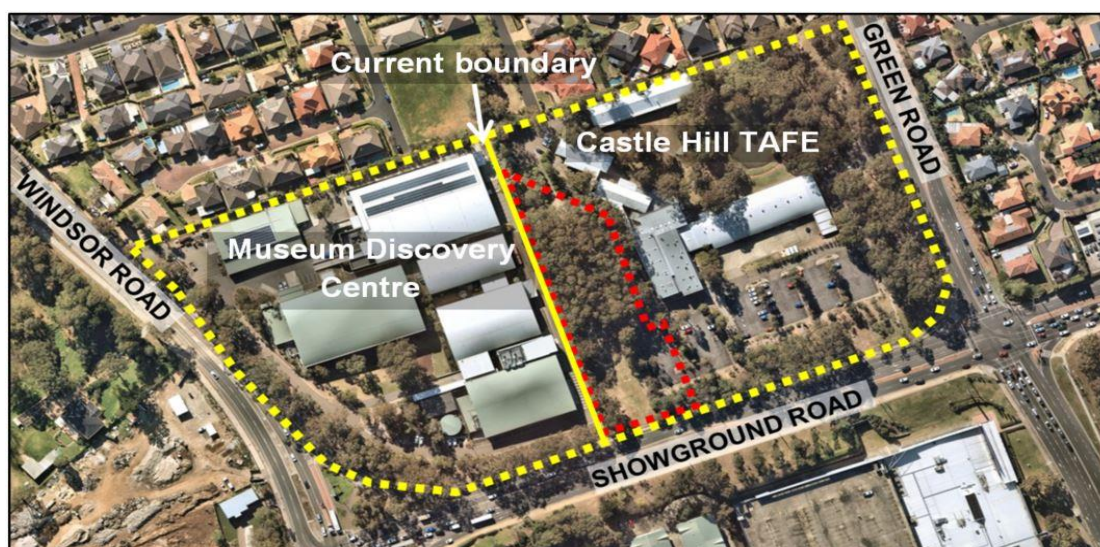 Current boundary
GREEN ROAD
Castle Hill TAFE
WINDSOR ROAD
Museum Discovery
Centre
SHOWGROUND ROAD